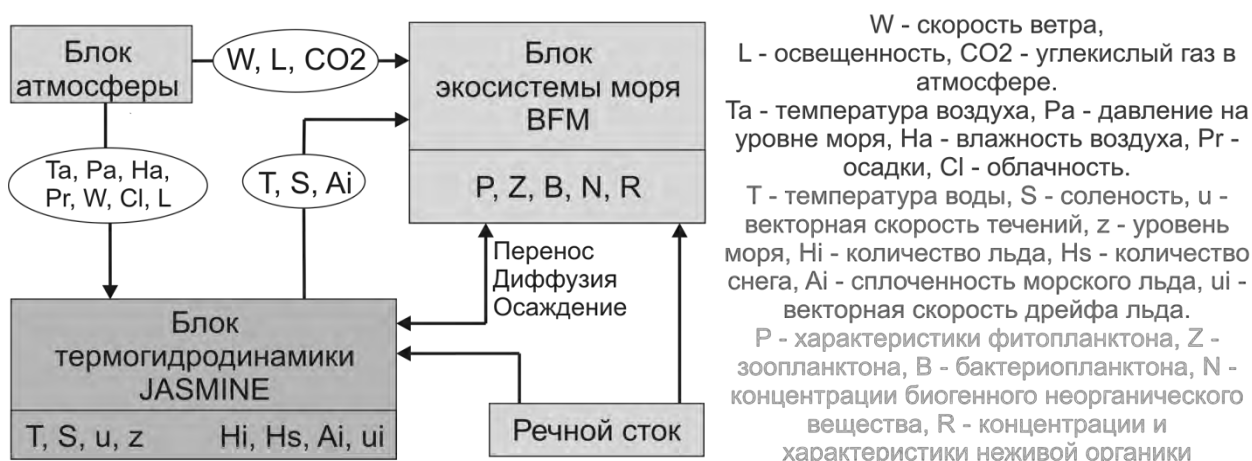 Блок
атмосферы
W, L, CO2
Блок
экосистемы моря
BFM
P, Z, B, N, R
Ta, Pa, Ha,
Pr, W, Cl, L
T, S, Ai
Перенос
Диффузия
Осаждение
Блок
термогидродинамики
JASMINE
T, S, u, z
Hi, Hs, Ai, ui
Речной сток
W - скорость ветра,
L - освещенность, CO2 - углекислый газ в
атмосфере.
Ta - температура воздуха, Pa - давление на
уровне моря, Ha - влажность воздуха, Pr -
осадки, Cl - облачность.
T - температура воды, S - соленость, u -
векторная скорость течений, z - уровень
моря, Hi - количество льда, Hs - количество
снега, Ai - сплоченность морского льда, ui -
векторная скорость дрейфа льда.
P - характеристики фитопланктона, Z -
зоопланктона, B - бактериопланктона, N -
концентрации биогенного неорганического
вещества, R - концентрации и
характеристики неживой органики